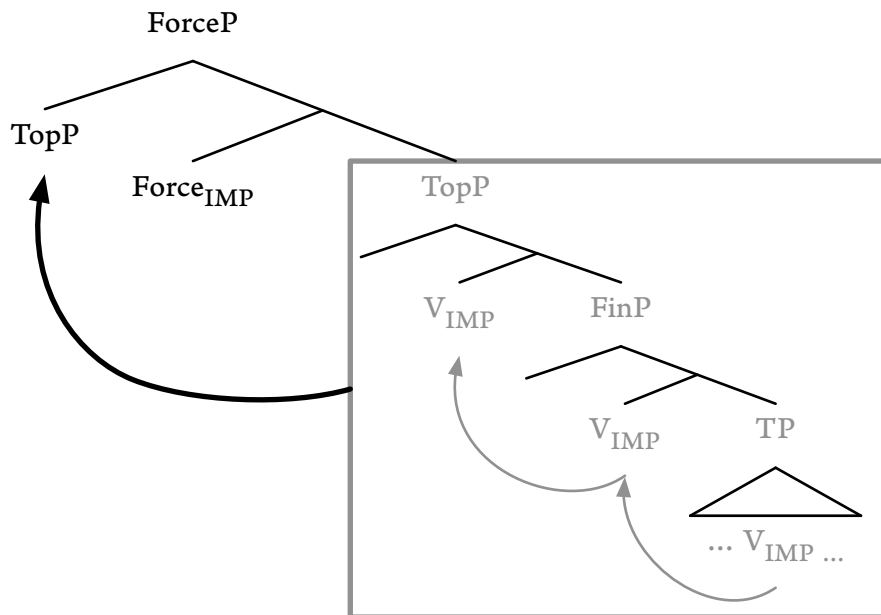 ForceP
TopP
Force_IMP TopP
V_IMP FinP
V_IMP TP
... V_IMP ...